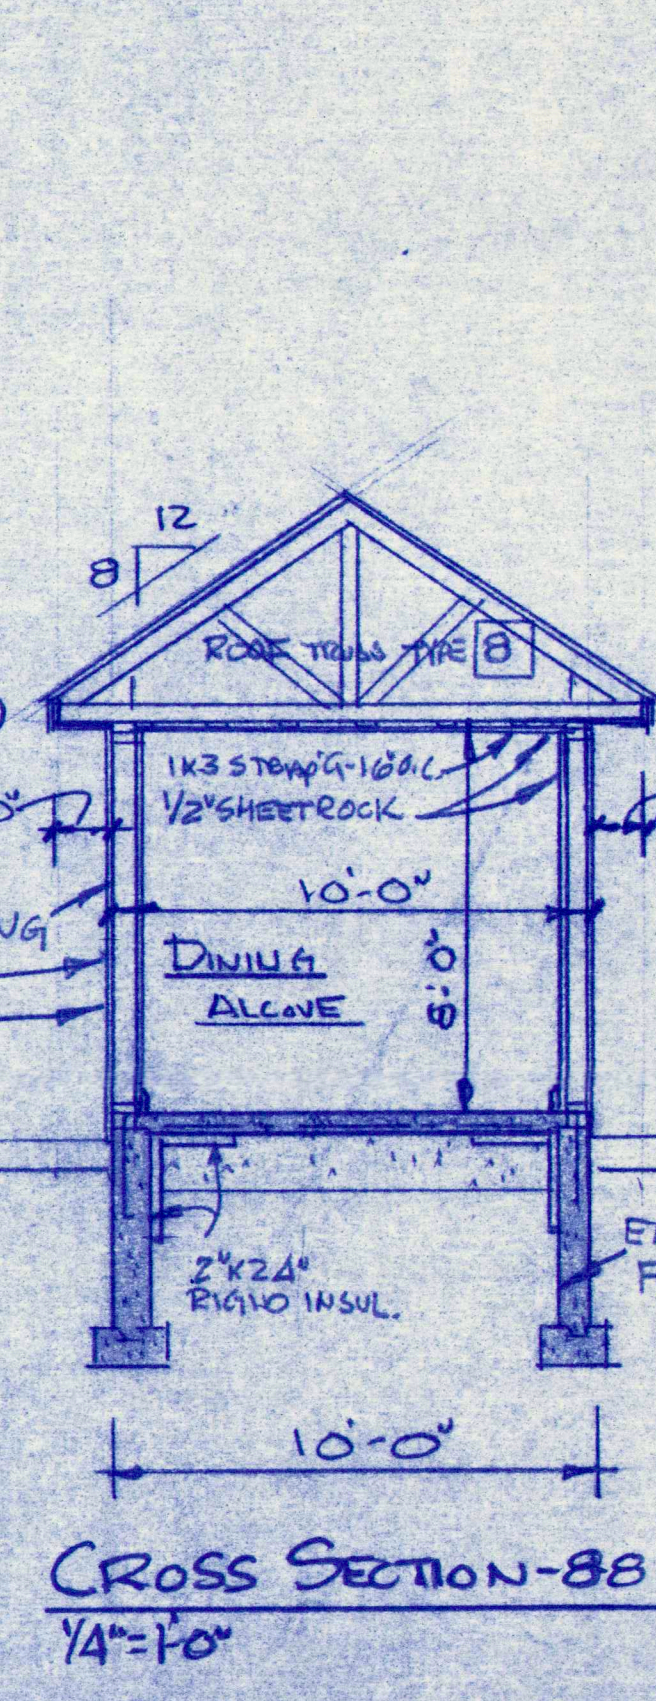 12
8
ROOF TRUSS TYPE 8
1X3 STRAP'G-16"O.C.
1/2" SHEETROCK
10'-0"
DINING
ALCOVE
8'-0"
2"X24"
RIGID INSUL.
10'-0"
CROSS SECTION-88
1/4"=1'-0"